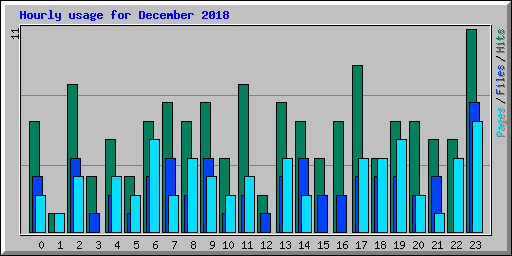 Hourly usage for December 2018
11
Pages/Files/Hits
0 1 2 3 4 5 6 7 8 9 10 11 12 13 14 15 16 17 18 19 20 21 22 23